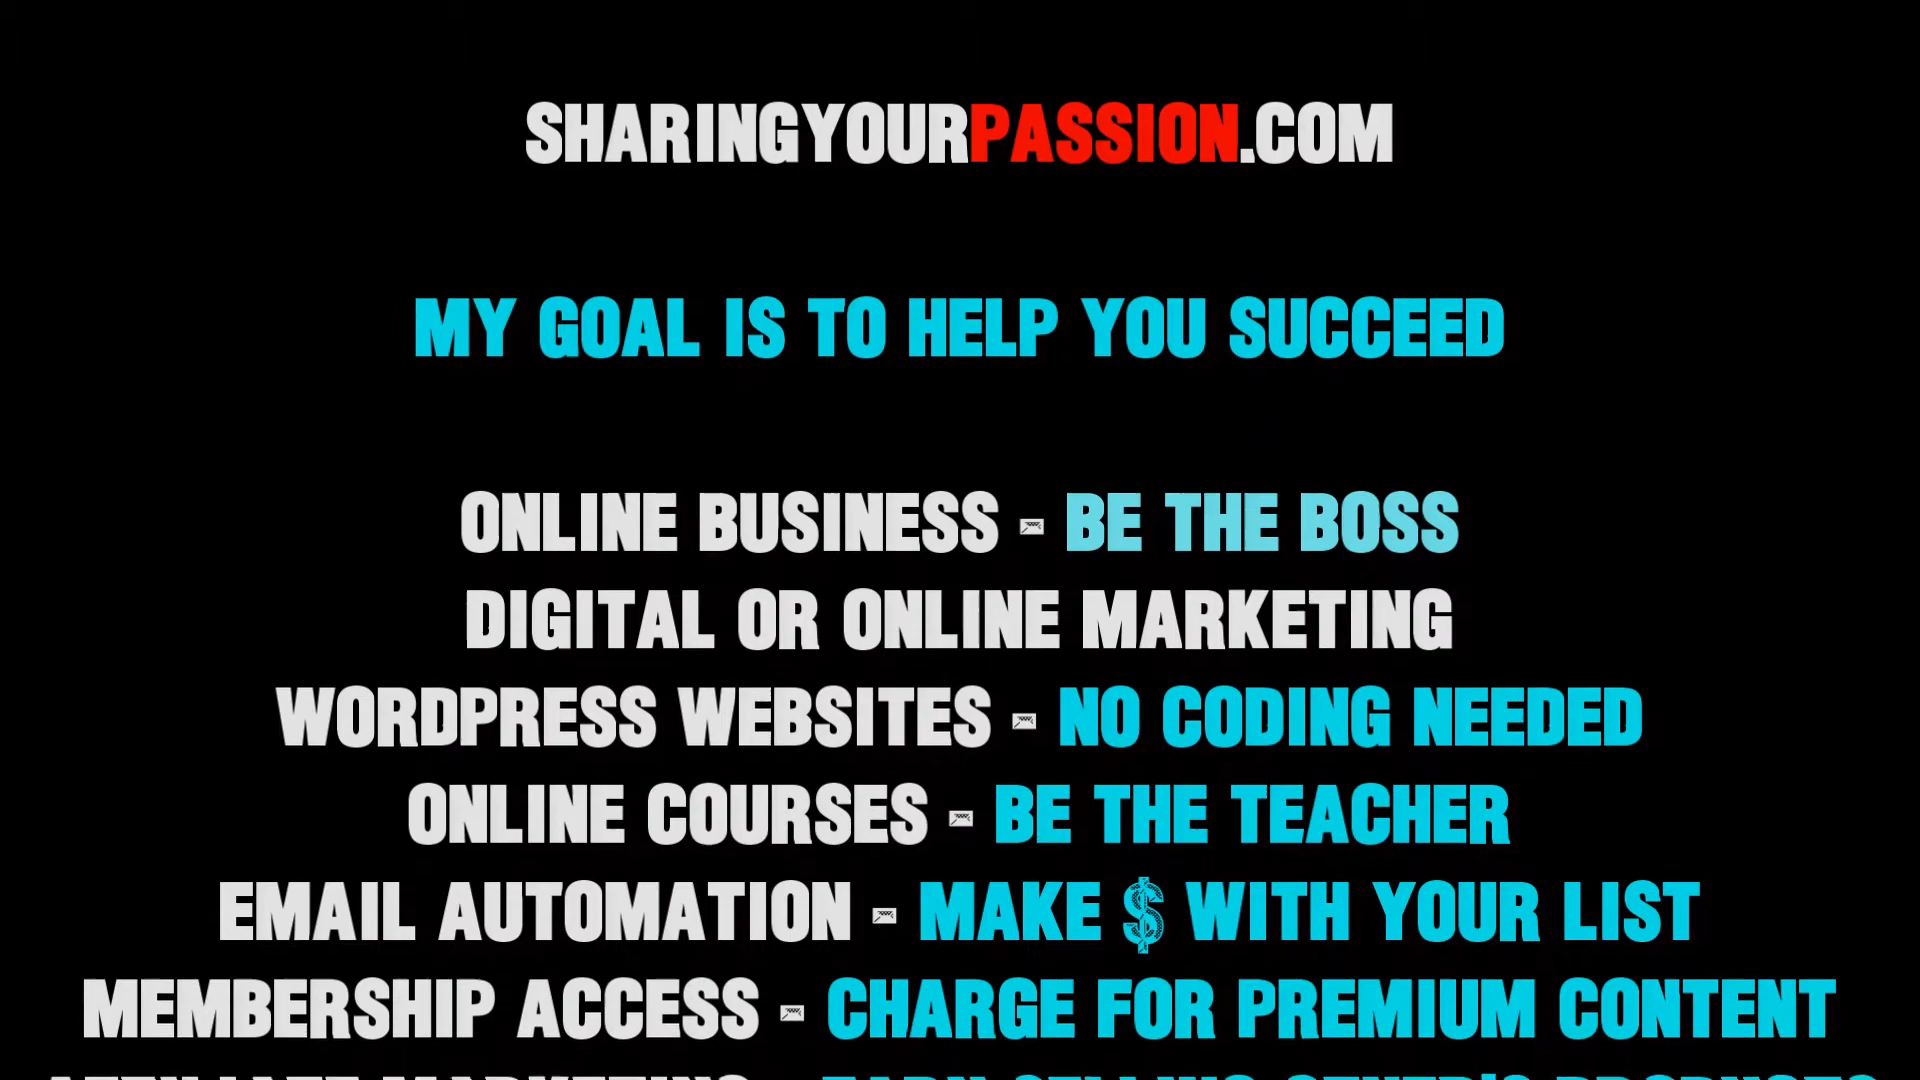 SHARINGYOURPASSION.COM
MY GOAL IS TO HELP YOU SUCCEED
ONLINE BUSINESS - BE THE BOSS
DIGITAL OR ONLINE MARKETING
WORDPRESS WEBSITES - NO CODING NEEDED
ONLINE COURSES - BE THE TEACHER
EMAIL AUTOMATION - MAKE $ WITH YOUR LIST
MEMBERSHIP ACCESS - CHARGE FOR PREMIUM CONTENT